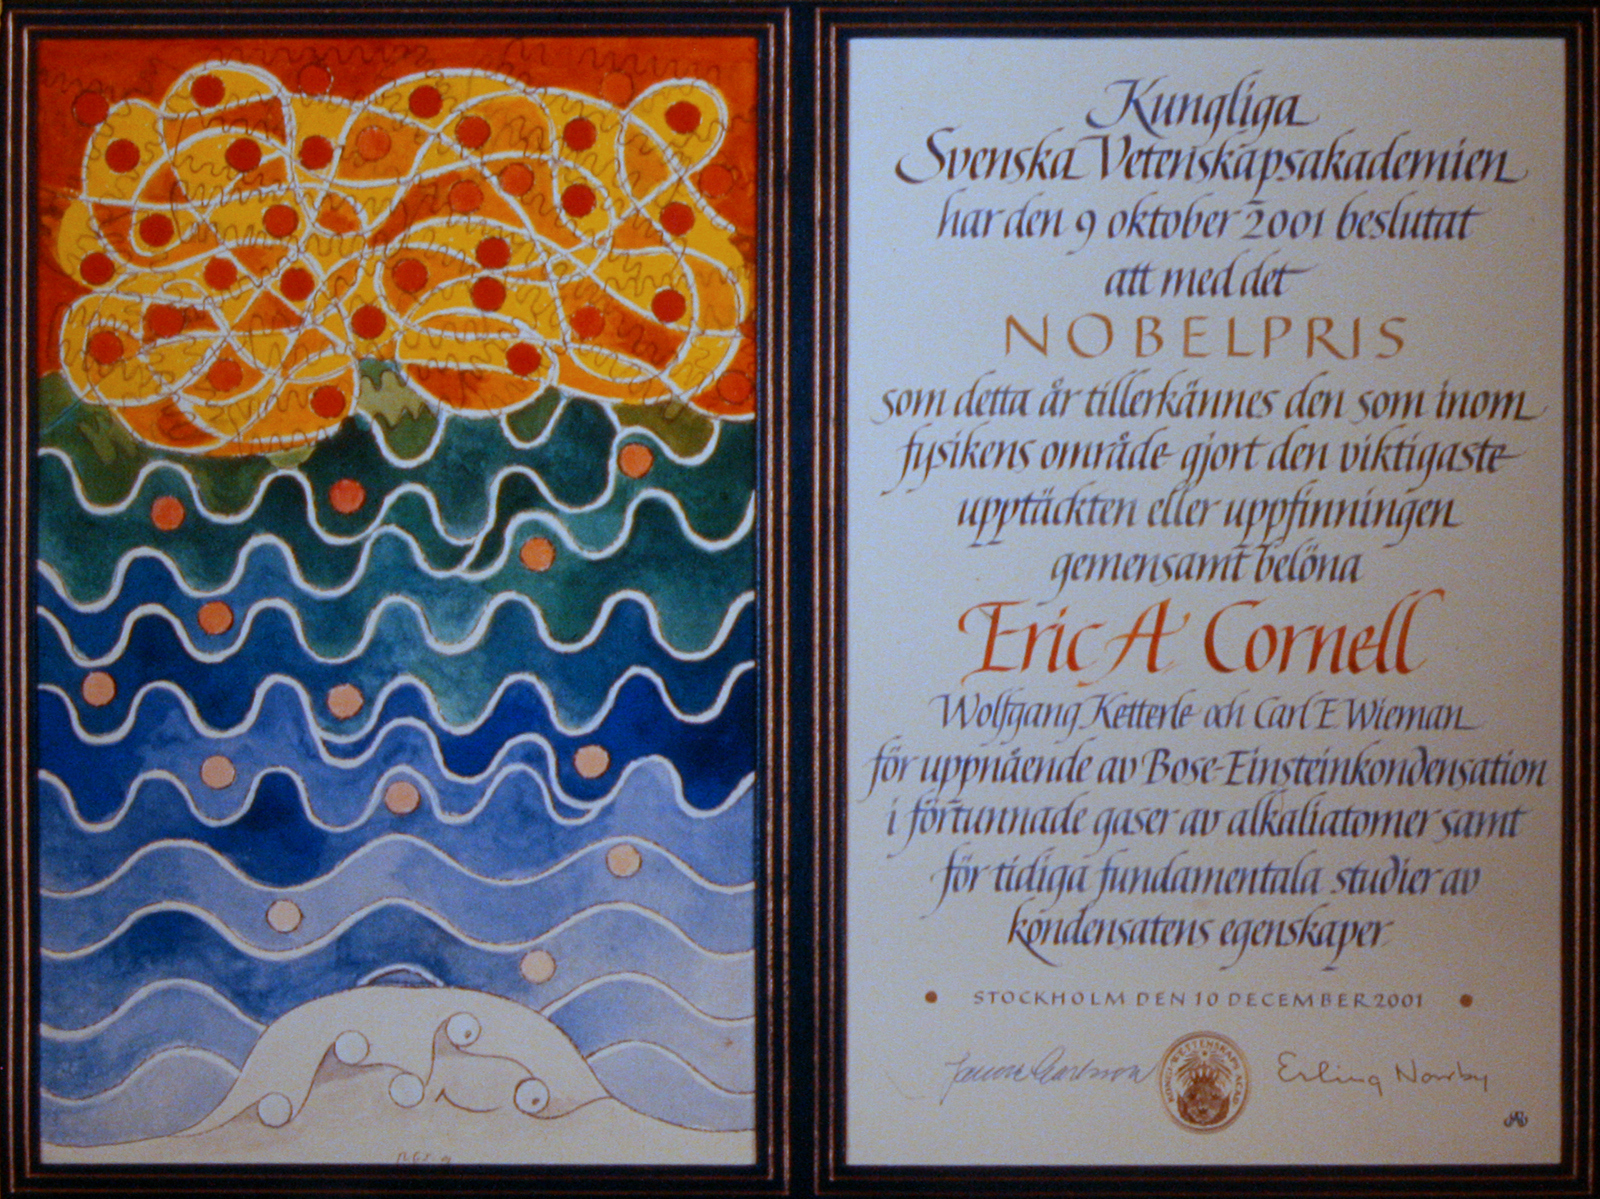 Kungliga
Svenska Vetenskapsakademien
har den 9 oktober 2001 beslutat
att med det
NOBELPRIS
som detta år tillerkännes den som inom
fysikens område gjort den viktigaste
upptäckten eller uppfinningen
gemensamt belöna
Eric A Cornell
Wolfgang Ketterle och Carl E Wieman
för uppnående av Bose-Einsteinkondensation
i förtunnade gaser av alkaliatomer samt
för tidiga fundamentala studier av
kondensatens egenskaper
STOCKHOLM DEN 10 DECEMBER 2001
Erling Norrby